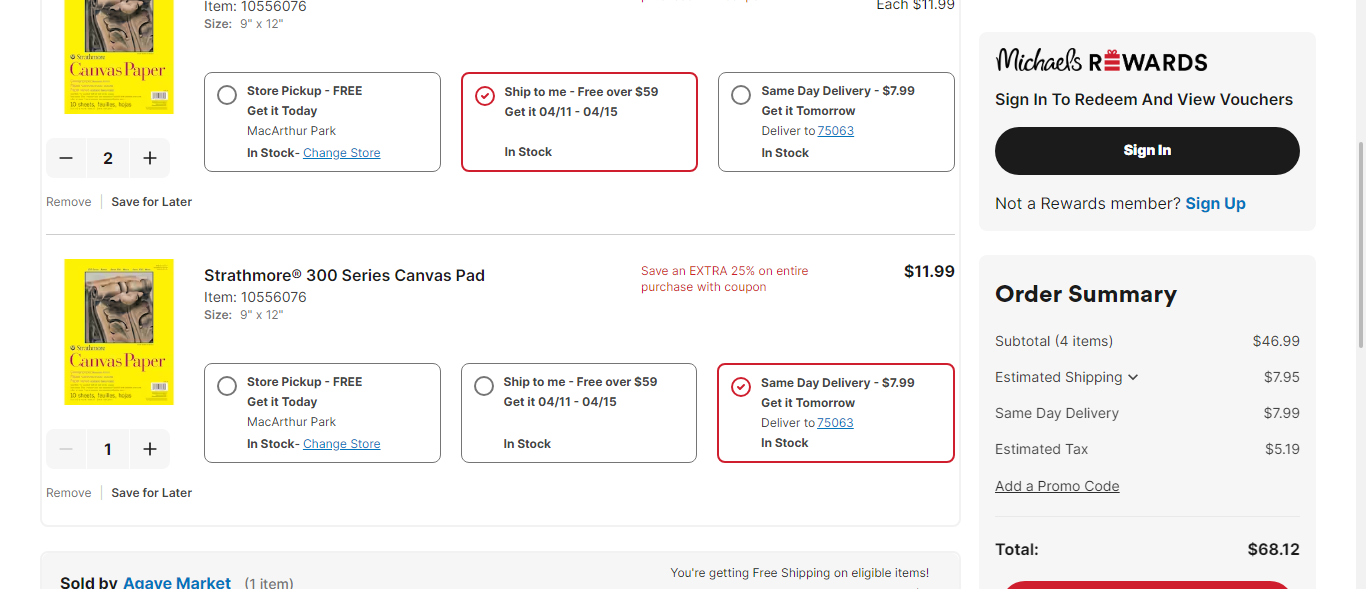 Item: 10556076
Each $11.99
Size: 9" x 12"
Strathmore
Canvas Paper
10 sheets, feuilles, hojas
Store Pickup - FREE
Get it Today
MacArthur Park
In Stock- Change Store
Ship to me - Free over $59
Get it 04/11 - 04/15
In Stock
Same Day Delivery - $7.99
Get it Tomorrow
Deliver to 75063
In Stock
2
Remove
Save for Later
Strathmore® 300 Series Canvas Pad
Item: 10556076
Size: 9" x 12"
Save an EXTRA 25% on entire
purchase with coupon
$11.99
Strathmore
Canvas Paper
10 sheets, feuilles, hojas
Store Pickup - FREE
Get it Today
MacArthur Park
In Stock- Change Store
Ship to me - Free over $59
Get it 04/11 - 04/15
In Stock
Same Day Delivery - $7.99
Get it Tomorrow
Deliver to 75063
In Stock
1
Remove
Save for Later
Sold by Agave Market (1 item)
You're getting Free Shipping on eligible items!
Michaels REWARDS
Sign In To Redeem And View Vouchers
Sign In
Not a Rewards member? Sign Up
Order Summary
Subtotal (4 items) $46.99
Estimated Shipping $7.95
Same Day Delivery $7.99
Estimated Tax $5.19
Add a Promo Code
Total: $68.12